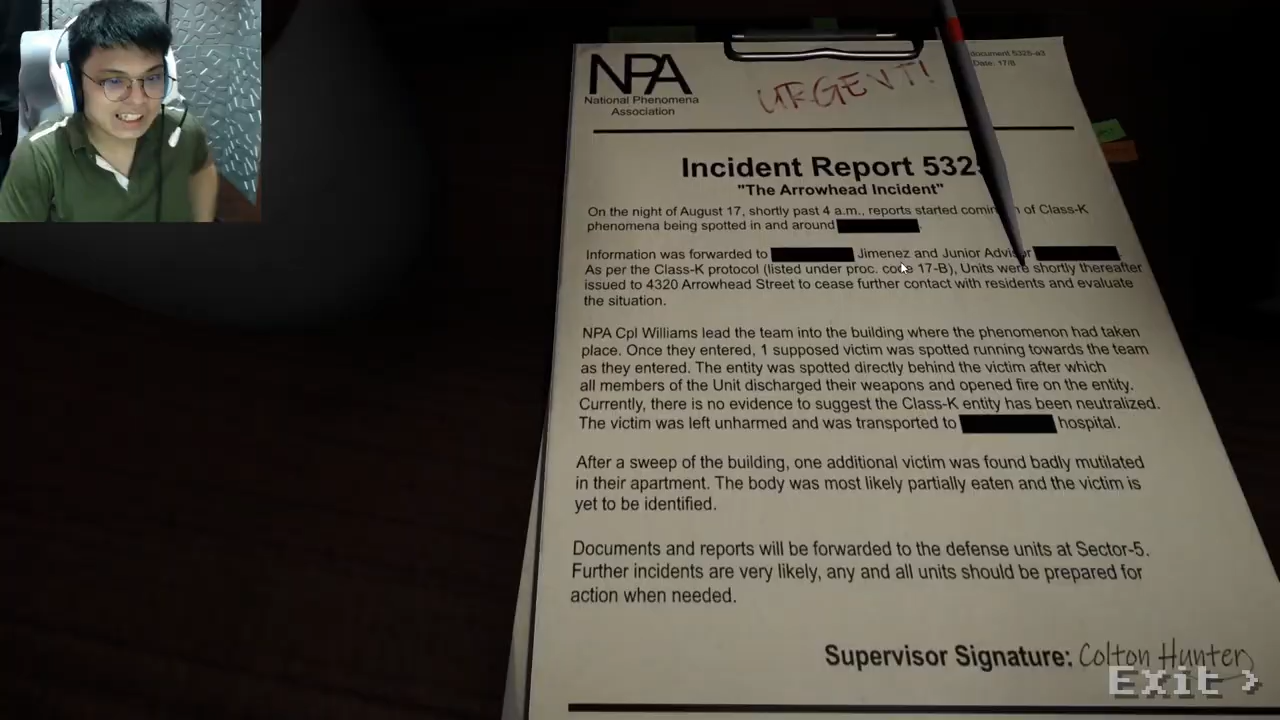 NPA
National Phenomena
Association
URGENT!
document 5325-a3
Date: 17/8
Incident Report 532
"The Arrowhead Incident"
On the night of August 17, shortly past 4 a.m., reports started of Class-K
phenomena being spotted in and around
Information was forwarded to Jimenez and Junior Advisor
As per the Class-K protocol (listed under proc. code 17-B), Units were shortly thereafter
issued to 4320 Arrowhead Street to cease further contact with residents and evaluate
the situation.
NPA Cpl Williams lead the team into the building where the phenomenon had taken
place. Once they entered, 1 supposed victim was spotted running towards the team
as they entered. The entity was spotted directly behind the victim after which
all members of the Unit discharged their weapons and opened fire on the entity.
Currently, there is no evidence to suggest the Class-K entity has been neutralized.
The victim was left unharmed and was transported to hospital.
After a sweep of the building, one additional victim was found badly mutilated
in their apartment. The body was most likely partially eaten and the victim is
yet to be identified.
Documents and reports will be forwarded to the defense units at Sector-5.
Further incidents are very likely, any and all units should be prepared for
action when needed.
Supervisor Signature: Colton Hunter
Exit >